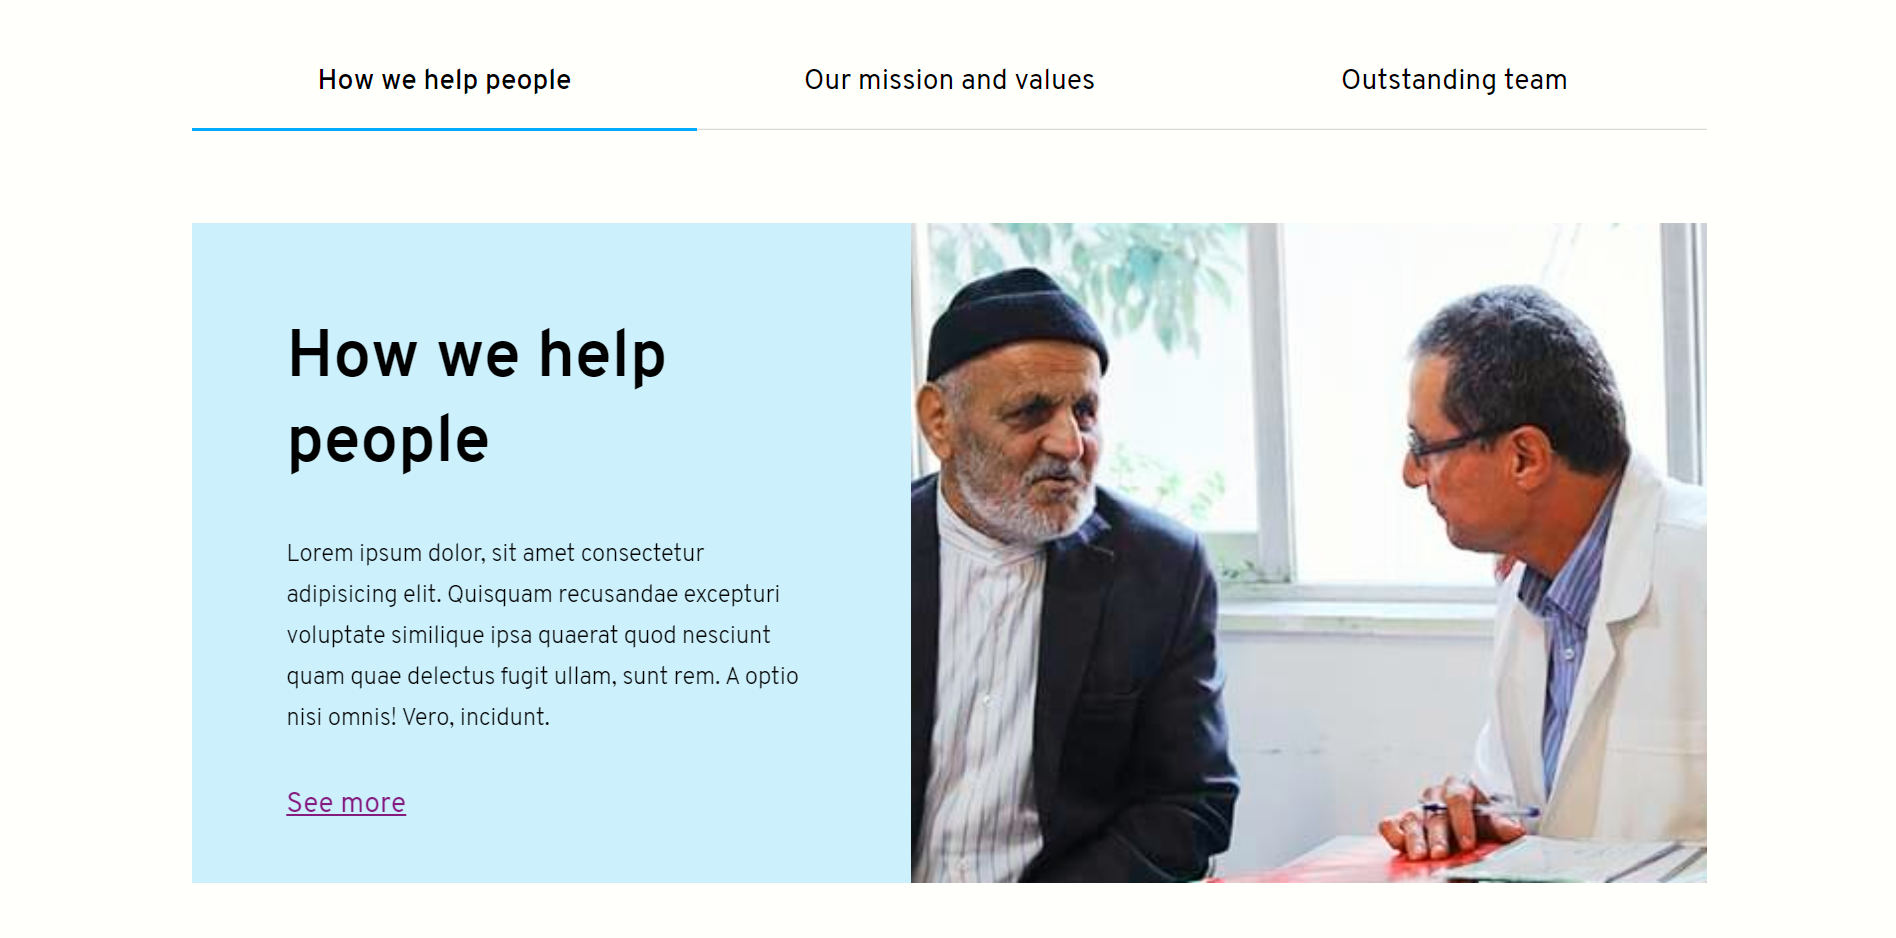 How we help people
Our mission and values
Outstanding team
How we help
people
Lorem ipsum dolor, sit amet consectetur
adipisicing elit. Quisquam recusandae excepturi
voluptate similique ipsa quaerat quod nesciunt
quam quae delectus fugit ullam, sunt rem. A optio
nisi omnis! Vero, incidunt.
See more